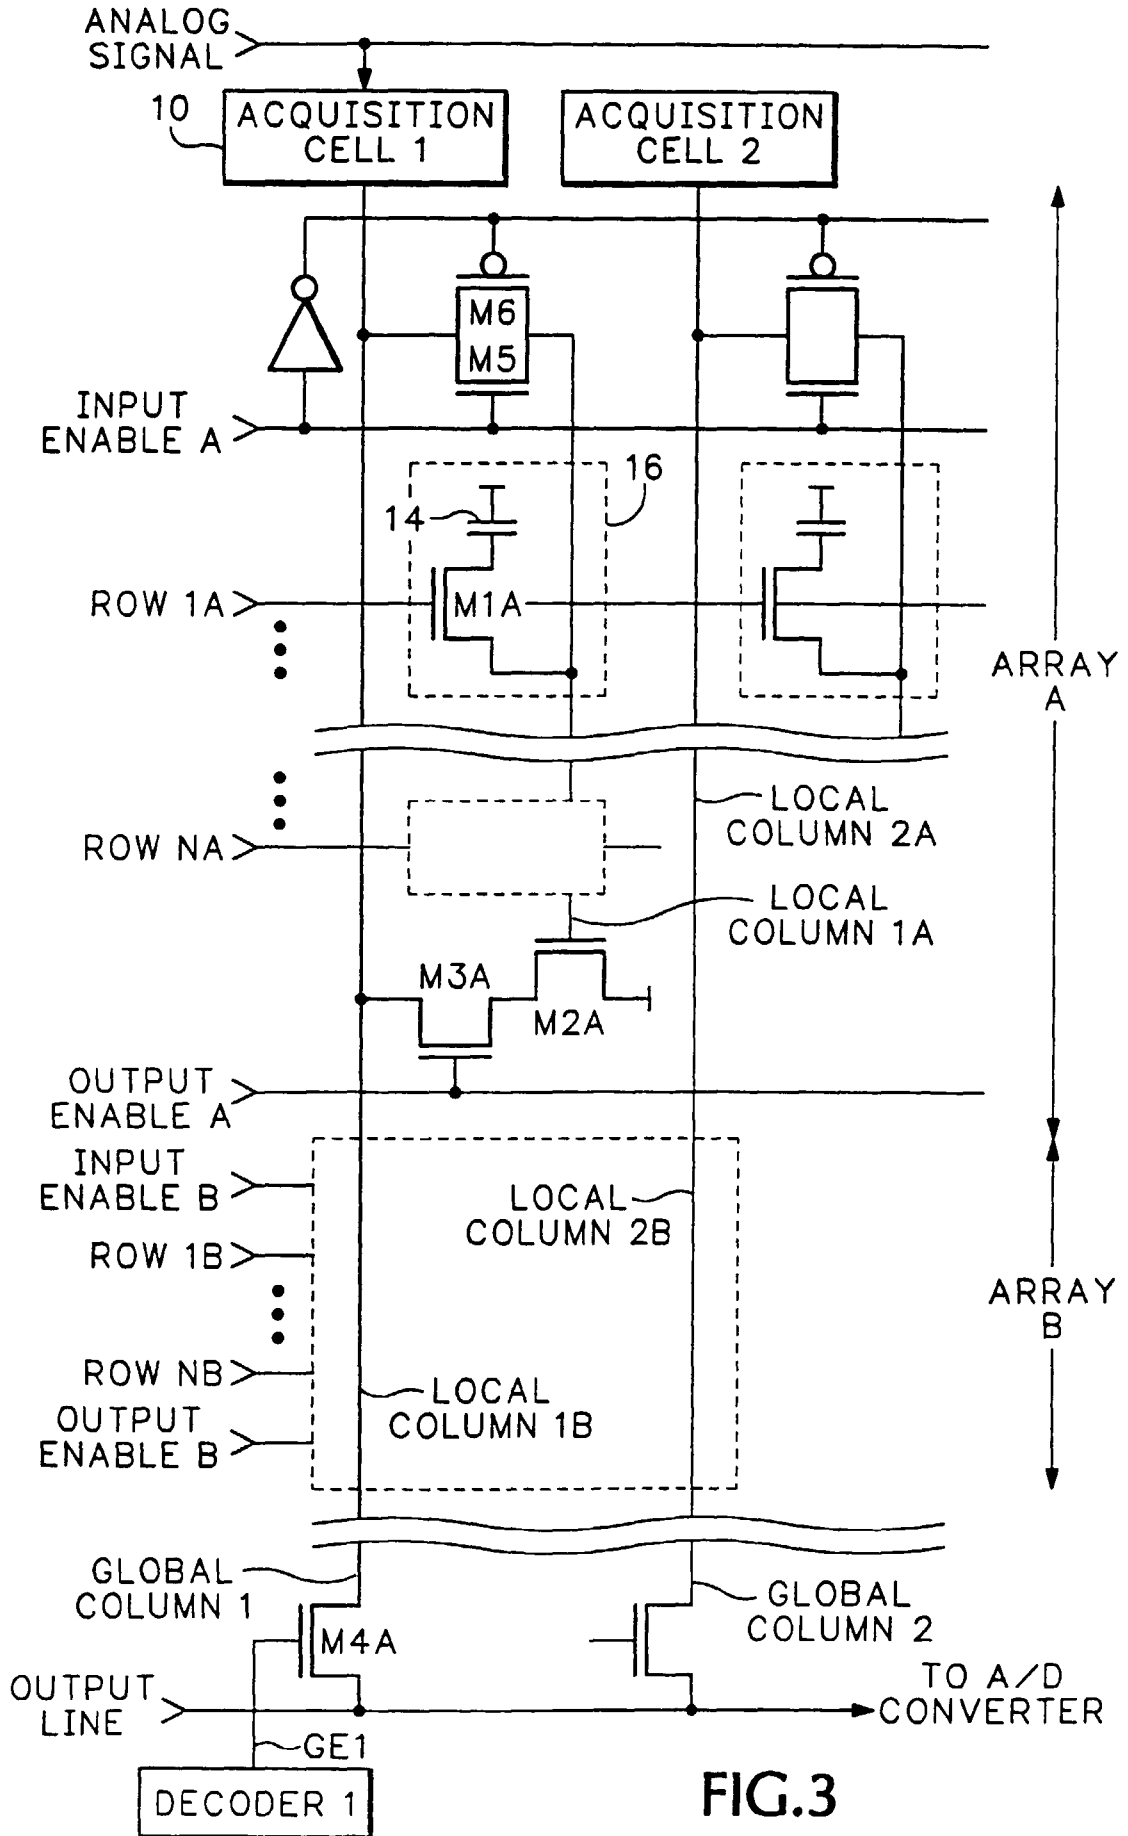 ANALOG
SIGNAL
10
ACQUISITION
CELL 1
ACQUISITION
CELL 2
M6
M5
INPUT
ENABLE A
16
14
ROW 1A
M1A
ARRAY
A
LOCAL
COLUMN 2A
ROW NA
LOCAL
COLUMN 1A
M3A
M2A
OUTPUT
ENABLE A
INPUT
ENABLE B
LOCAL
COLUMN 2B
ROW 1B
ARRAY
B
ROW NB
LOCAL
COLUMN 1B
OUTPUT
ENABLE B
GLOBAL
COLUMN 1
GLOBAL
COLUMN 2
M4A
OUTPUT
LINE
TO A/D
CONVERTER
GE1
DECODER 1
FIG.3